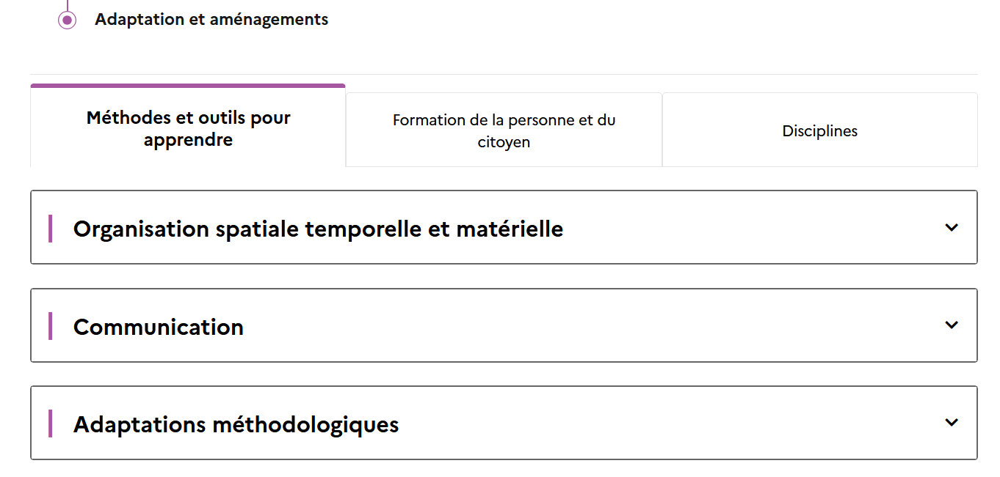 Adaptation et aménagements
Méthodes et outils pour
apprendre
Formation de la personne et du
citoyen
Disciplines
Organisation spatiale temporelle et matérielle
Communication
Adaptations méthodologiques